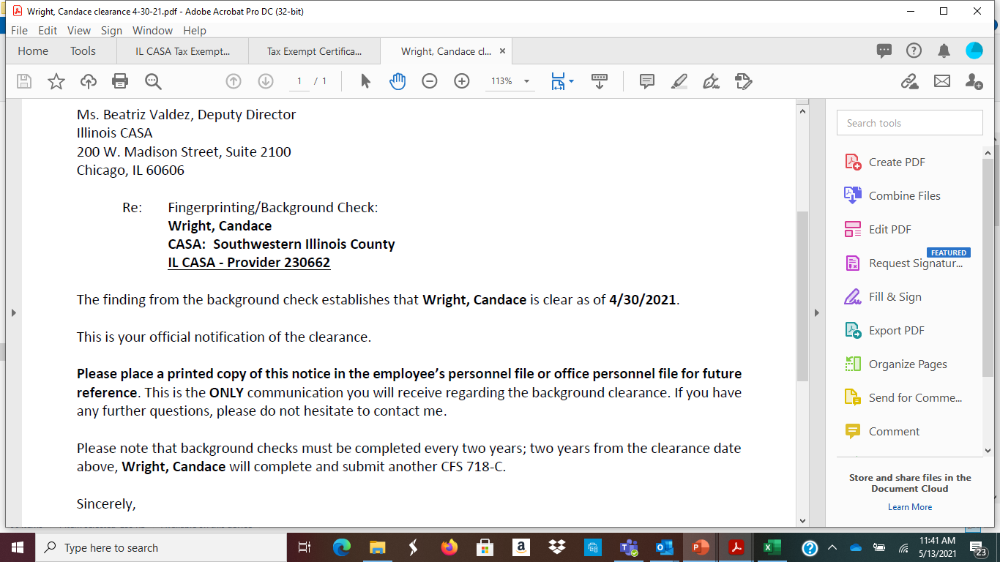 Wright, Candace clearance 4-30-21.pdf - Adobe Acrobat Pro DC (32-bit)
File Edit View Sign Window Help
Home Tools IL CASA Tax Exempt... Tax Exempt Certifica... Wright, Candace cl... ×
1 / 1 113%
Ms. Beatriz Valdez, Deputy Director
Illinois CASA
200 W. Madison Street, Suite 2100
Chicago, IL 60606
Re: Fingerprinting/Background Check:
Wright, Candace
CASA: Southwestern Illinois County
IL CASA - Provider 230662
The finding from the background check establishes that Wright, Candace is clear as of 4/30/2021.
This is your official notification of the clearance.
Please place a printed copy of this notice in the employee’s personnel file or office personnel file for future
reference. This is the ONLY communication you will receive regarding the background clearance. If you have
any further questions, please do not hesitate to contact me.
Please note that background checks must be completed every two years; two years from the clearance date
above, Wright, Candace will complete and submit another CFS 718-C.
Sincerely,
Search tools
Create PDF
Combine Files
Edit PDF
FEATURED
Request Signatur...
Fill & Sign
Export PDF
Organize Pages
Send for Comme...
Comment
Store and share files in the
Document Cloud
Learn More
Type here to search
11:41 AM
5/13/2021
23